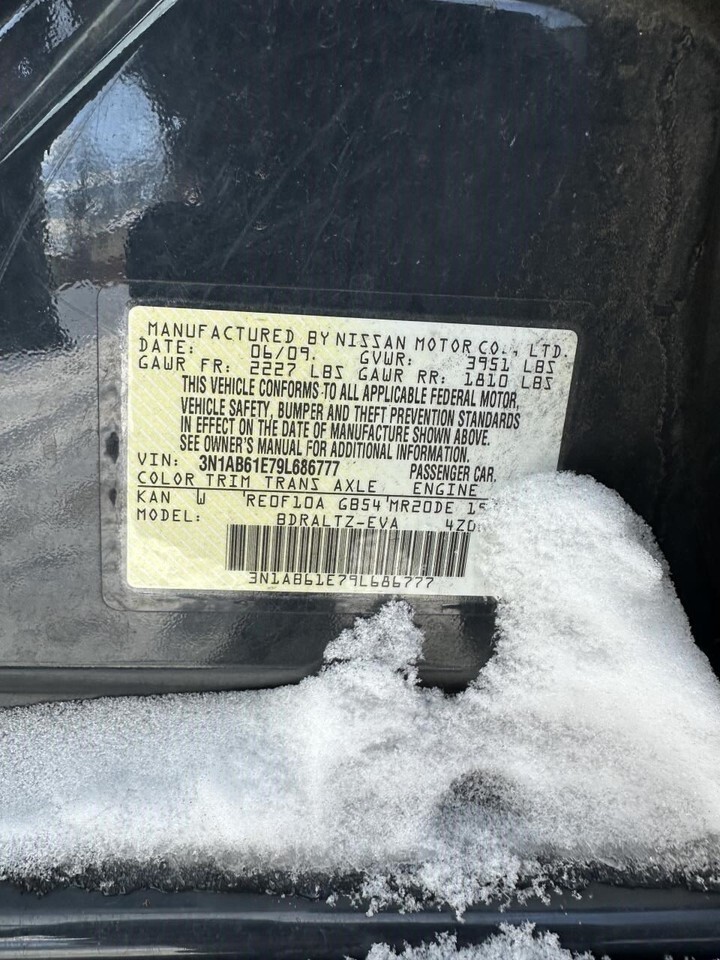 MANUFACTURED BY NISSAN MOTOR CO., LTD.
DATE: 06/09. GVWR: 3951 LBS
GAWR FR: 2227 LBS GAWR RR: 1810 LBS
THIS VEHICLE CONFORMS TO ALL APPLICABLE FEDERAL MOTOR,
VEHICLE SAFETY, BUMPER AND THEFT PREVENTION STANDARDS
IN EFFECT ON THE DATE OF MANUFACTURE SHOWN ABOVE.
SEE OWNER'S MANUAL FOR ADDITIONAL INFORMATION.
VIN: 3N1AB61E79L686777 PASSENGER CAR.
COLOR TRIM TRANS AXLE ENGINE
KAN W RE0F10A GB54 MR20DE
MODEL: BDRALTZ-EVA
3N1AB61E79L686777